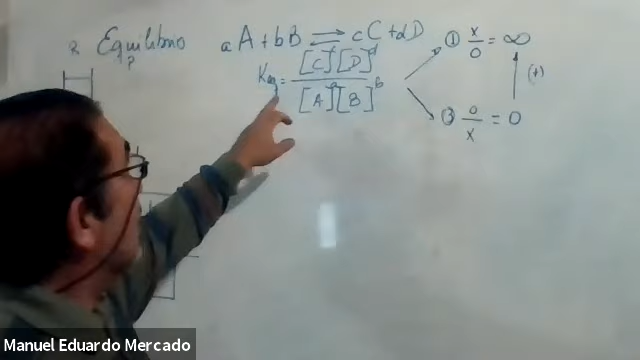 Equilibrio
aA + bB ⇌ cC + dD
Keq = [C]^c [D]^d / [A]^a [B]^b
① x/0 = ∞
(+)
② 0/x = 0
Manuel Eduardo Mercado